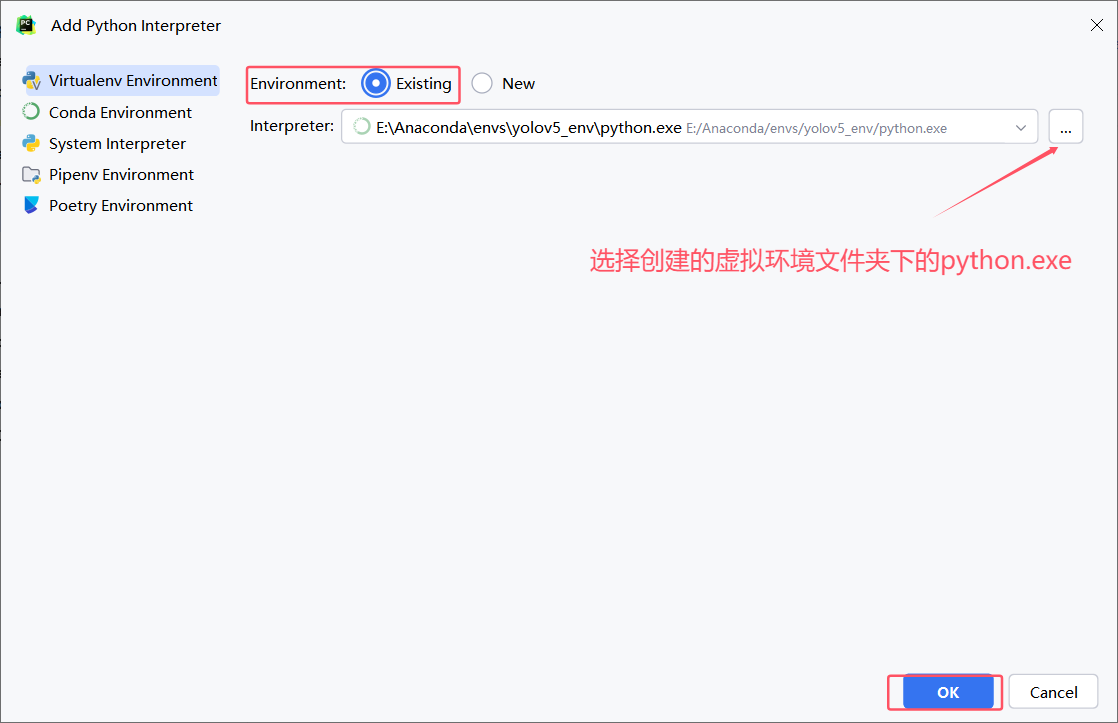 Add Python Interpreter
Virtualenv Environment
Conda Environment
System Interpreter
Pipenv Environment
Poetry Environment
Environment: Existing New
Interpreter: E:\Anaconda\envs\yolov5_env\python.exe E:/Anaconda/envs/yolov5_env/python.exe ...
选择创建的虚拟环境文件夹下的python.exe
OK Cancel